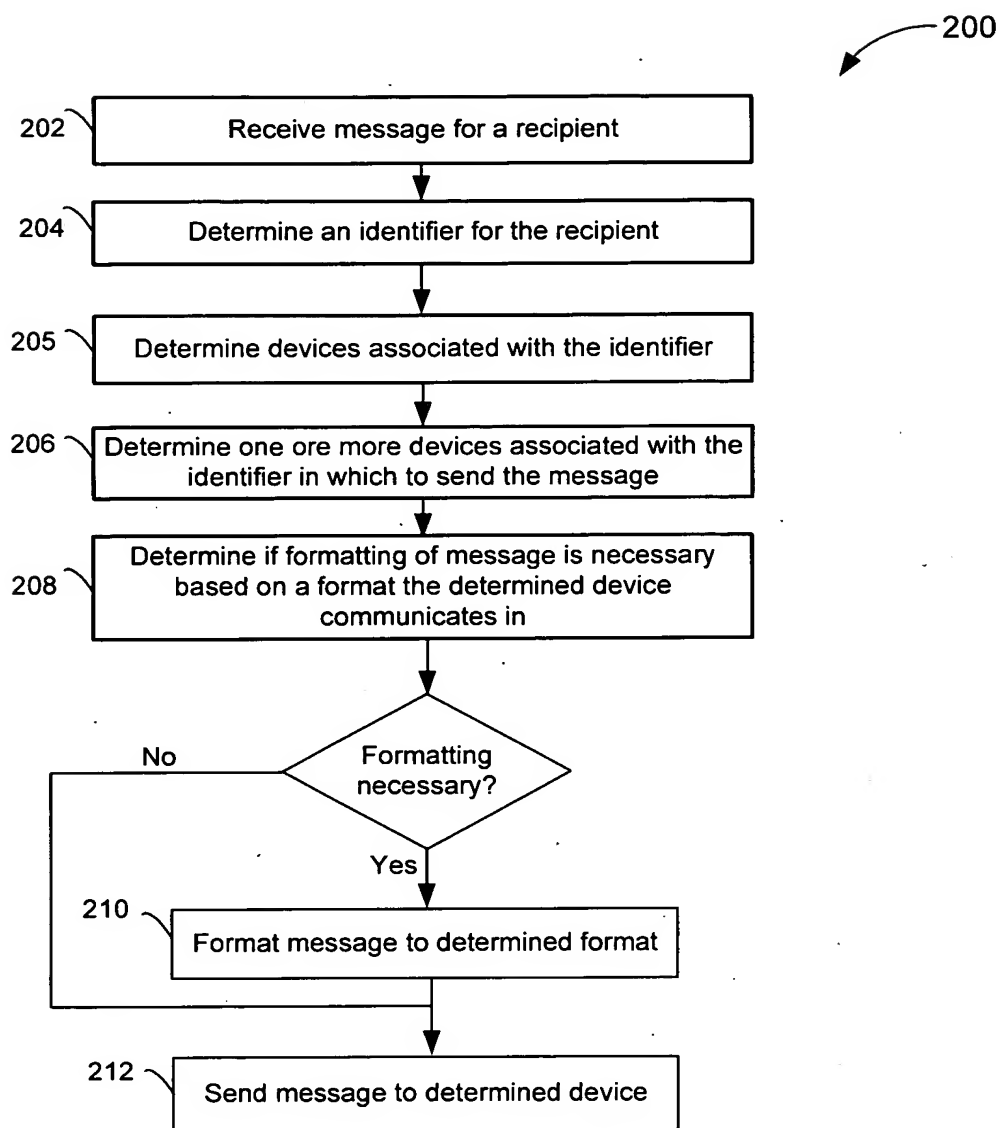 200
202
Receive message for a recipient
204
Determine an identifier for the recipient
205
Determine devices associated with the identifier
206
Determine one ore more devices associated with the
identifier in which to send the message
208
Determine if formatting of message is necessary
based on a format the determined device
communicates in
No
Formatting
necessary?
Yes
210
Format message to determined format
212
Send message to determined device